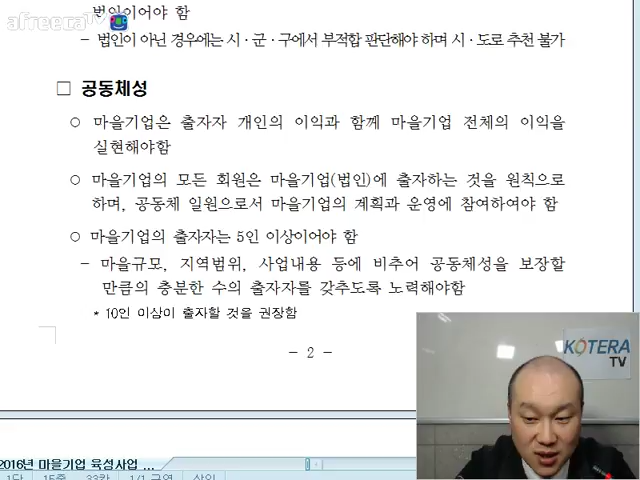 법인이어야 함
afreecaTV
- 법인이 아닌 경우에는 시·군·구에서 부적합 판단해야 하며 시·도로 추천 불가
□ 공동체성
○ 마을기업은 출자자 개인의 이익과 함께 마을기업 전체의 이익을
실현해야함
○ 마을기업의 모든 회원은 마을기업(법인)에 출자하는 것을 원칙으로
하며, 공동체 일원으로서 마을기업의 계획과 운영에 참여하여야 함
○ 마을기업의 출자자는 5인 이상이어야 함
- 마을규모, 지역범위, 사업내용 등에 비추어 공동체성을 보장할
만큼의 충분한 수의 출자자를 갖추도록 노력해야함
* 10인 이상이 출자할 것을 권장함
- 2 -
KOTERA
TV
2016년 마을기업 육성사업 ...
1단 15줄 33칸 1/1 구역 삽입